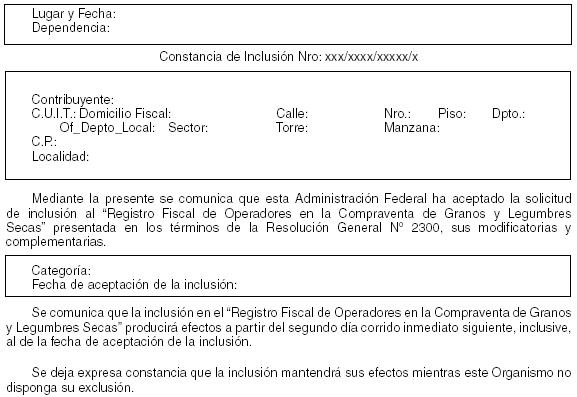 Lugar y Fecha:
Dependencia:
Constancia de Inclusión Nro: xxx/xxxx/xxxxx/x
Contribuyente:
C.U.I.T.: Domicilio Fiscal: Calle: Nro.: Piso: Dpto.:
Of_Depto_Local: Sector: Torre: Manzana:
C.P.:
Localidad:
Mediante la presente se comunica que esta Administración Federal ha aceptado la solicitud
de inclusión al “Registro Fiscal de Operadores en la Compraventa de Granos y Legumbres
Secas” presentada en los términos de la Resolución General Nº 2300, sus modificatorias y
complementarias.
Categoría:
Fecha de aceptación de la inclusión:
Se comunica que la inclusión en el “Registro Fiscal de Operadores en la Compraventa de Granos
y Legumbres Secas” producirá efectos a partir del segundo día corrido inmediato siguiente, inclusive,
al de la fecha de aceptación de la inclusión.
Se deja expresa constancia que la inclusión mantendrá sus efectos mientras este Organismo no
disponga su exclusión.